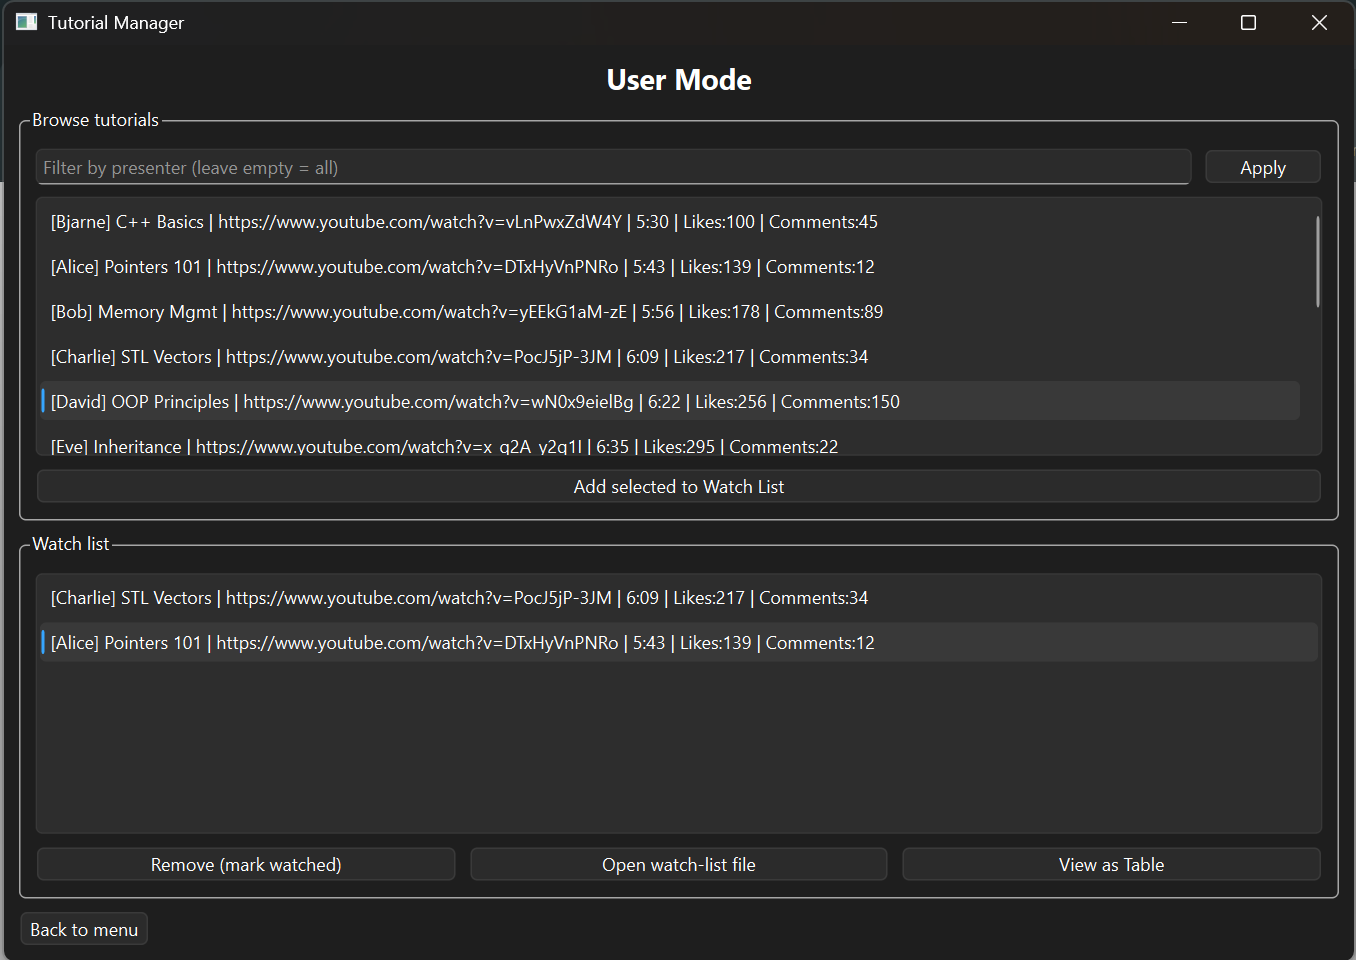 Tutorial Manager
User Mode
Browse tutorials
Filter by presenter (leave empty = all)
Apply
[Bjarne] C++ Basics | https://www.youtube.com/watch?v=vLnPwxZdW4Y | 5:30 | Likes:100 | Comments:45
[Alice] Pointers 101 | https://www.youtube.com/watch?v=DTxHyVnPNRo | 5:43 | Likes:139 | Comments:12
[Bob] Memory Mgmt | https://www.youtube.com/watch?v=yEEkG1aM-zE | 5:56 | Likes:178 | Comments:89
[Charlie] STL Vectors | https://www.youtube.com/watch?v=PocJ5jP-3JM | 6:09 | Likes:217 | Comments:34
[David] OOP Principles | https://www.youtube.com/watch?v=wN0x9eielBg | 6:22 | Likes:256 | Comments:150
[Eve] Inheritance | https://www.youtube.com/watch?v=x_q2A_y2q1I | 6:35 | Likes:295 | Comments:22
Add selected to Watch List
Watch list
[Charlie] STL Vectors | https://www.youtube.com/watch?v=PocJ5jP-3JM | 6:09 | Likes:217 | Comments:34
[Alice] Pointers 101 | https://www.youtube.com/watch?v=DTxHyVnPNRo | 5:43 | Likes:139 | Comments:12
Remove (mark watched)
Open watch-list file
View as Table
Back to menu